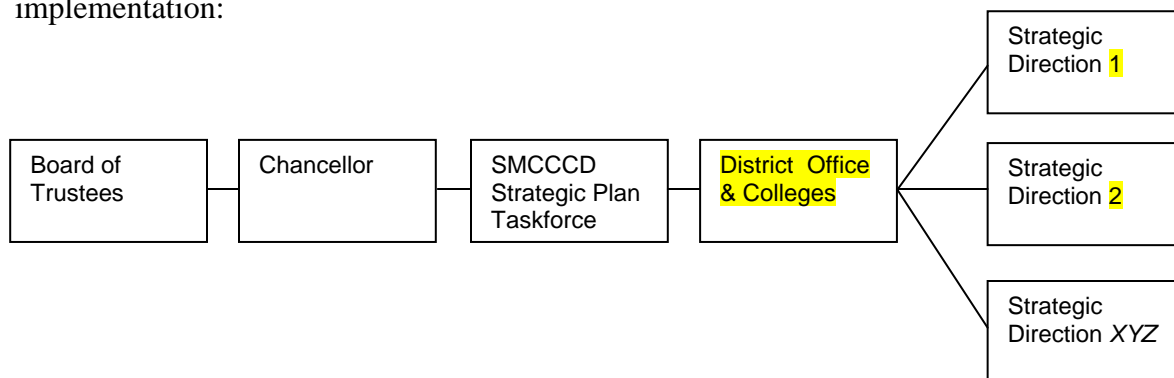 implementation:
Strategic
Direction 1
Board of
Trustees
Chancellor
SMCCCD
Strategic Plan
Taskforce
District Office
& Colleges
Strategic
Direction 2
Strategic
Direction XYZ